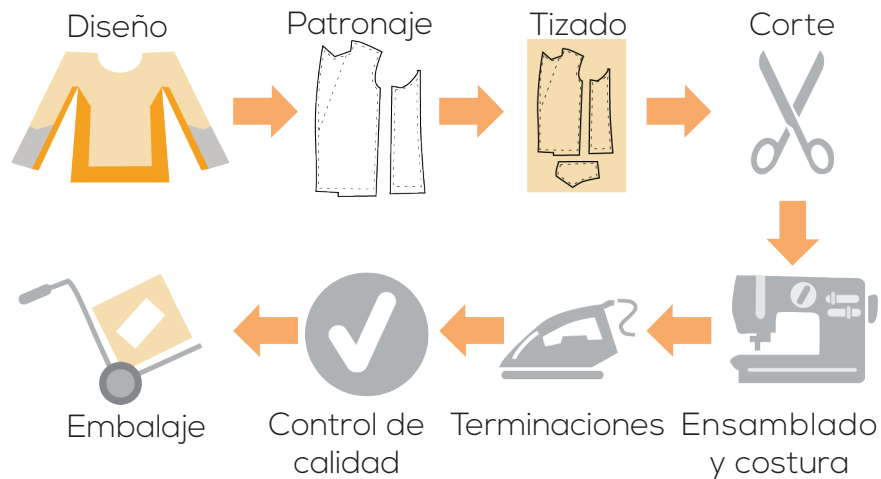 Diseño
Patronaje
Tizado
Corte
Ensamblado
y costura
Terminaciones
Control de
calidad
Embalaje